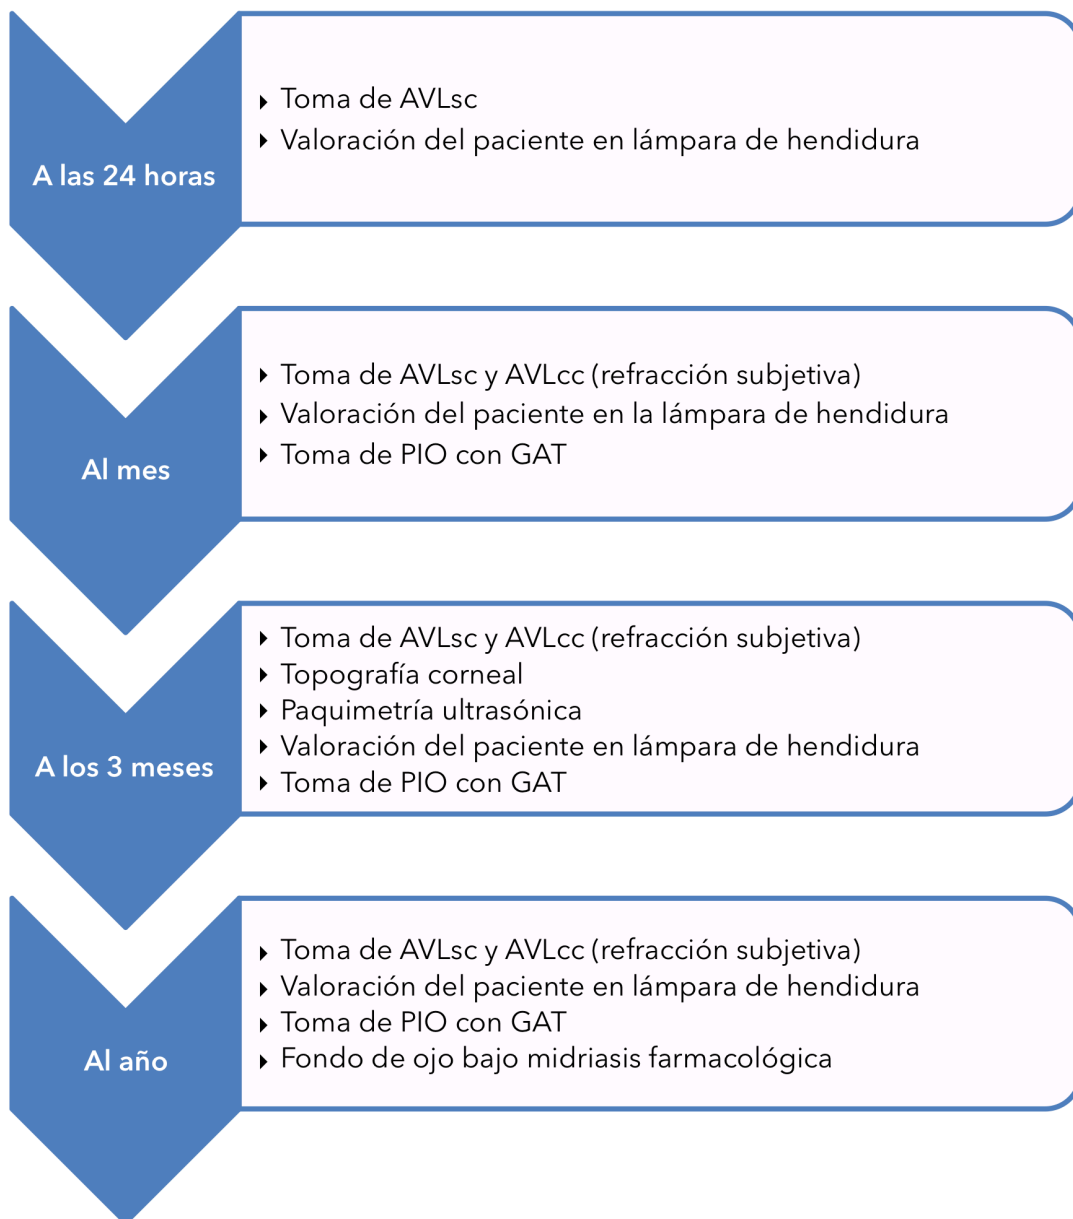 A las 24 horas
Toma de AVLsc
Valoración del paciente en lámpara de hendidura
Al mes
Toma de AVLsc y AVLcc (refracción subjetiva)
Valoración del paciente en la lámpara de hendidura
Toma de PIO con GAT
A los 3 meses
Toma de AVLsc y AVLcc (refracción subjetiva)
Topografía corneal
Paquimetría ultrasónica
Valoración del paciente en lámpara de hendidura
Toma de PIO con GAT
Al año
Toma de AVLsc y AVLcc (refracción subjetiva)
Valoración del paciente en lámpara de hendidura
Toma de PIO con GAT
Fondo de ojo bajo midriasis farmacológica